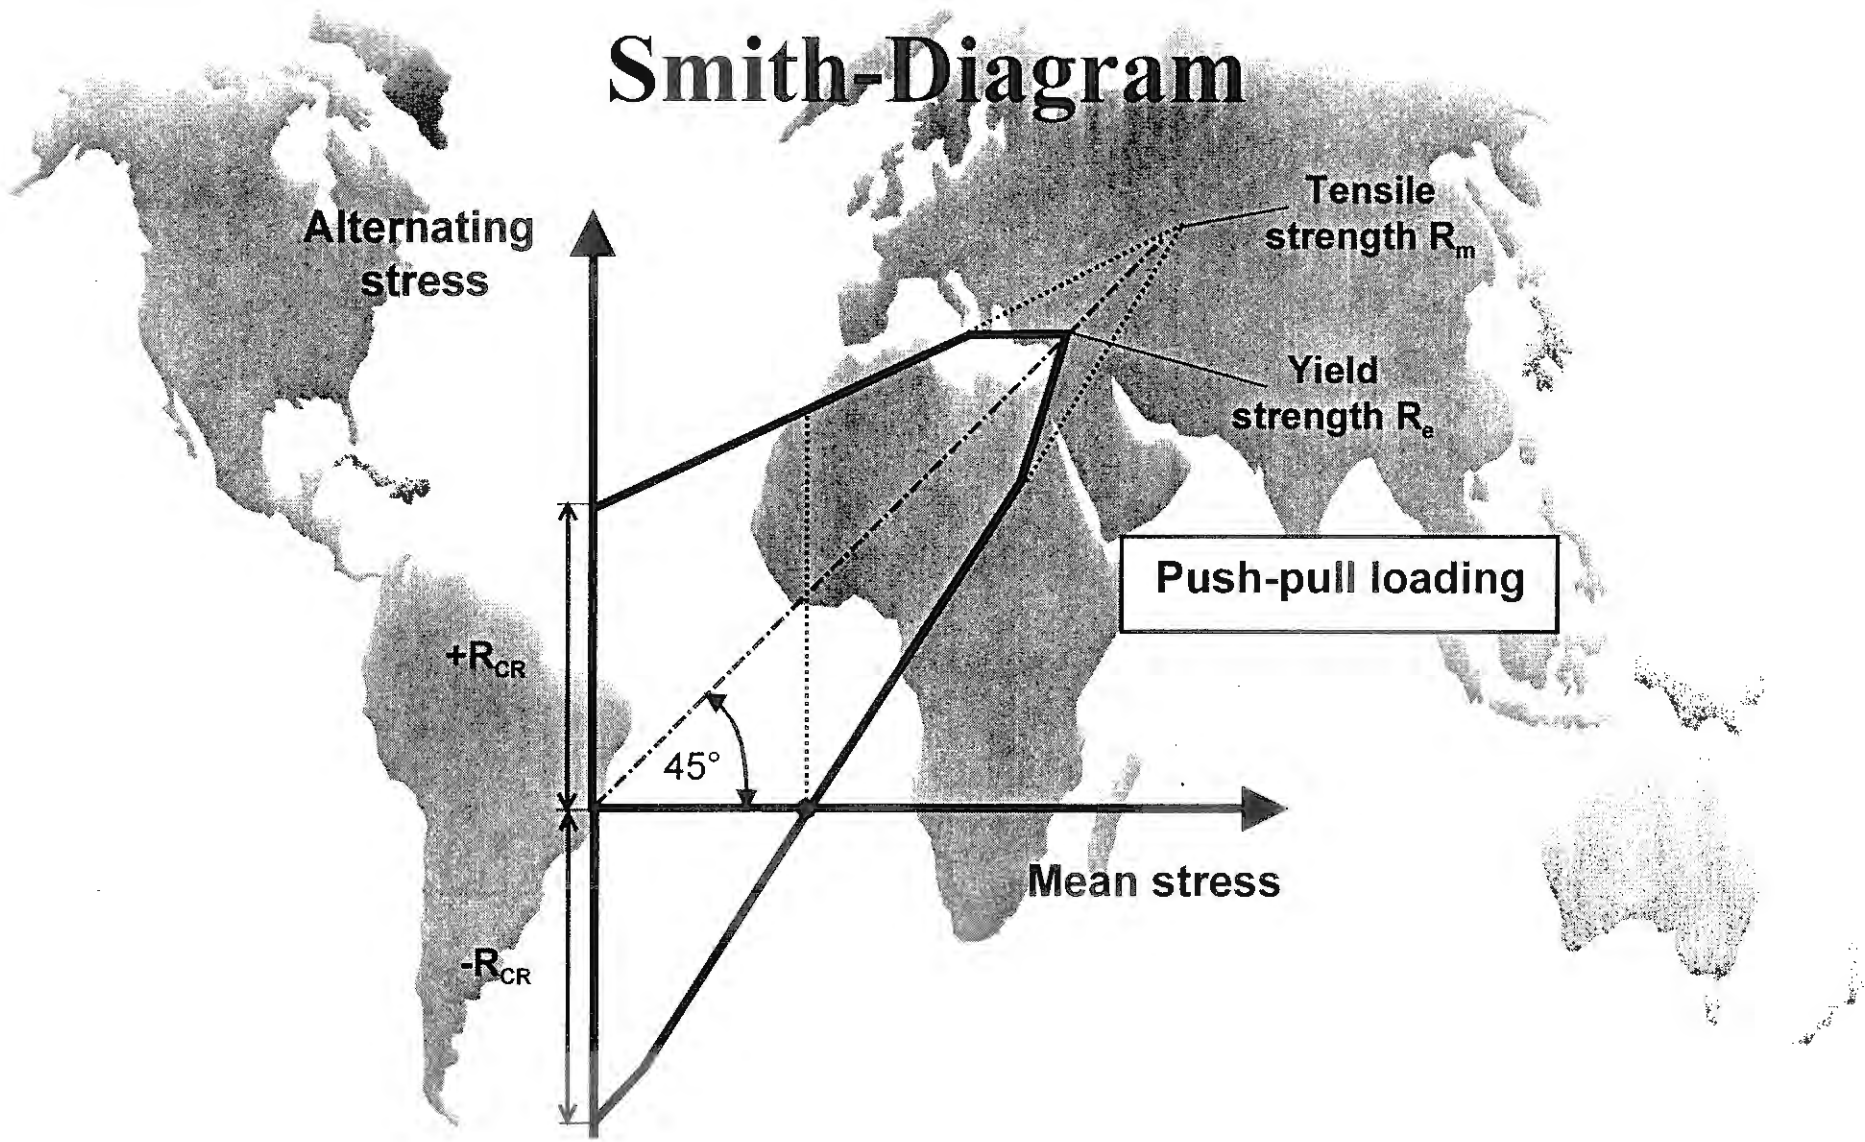 Smith-Diagram
Alternating
stress
Tensile
strength Rm
Yield
strength Re
Push-pull loading
+RCR
45°
Mean stress
-RCR